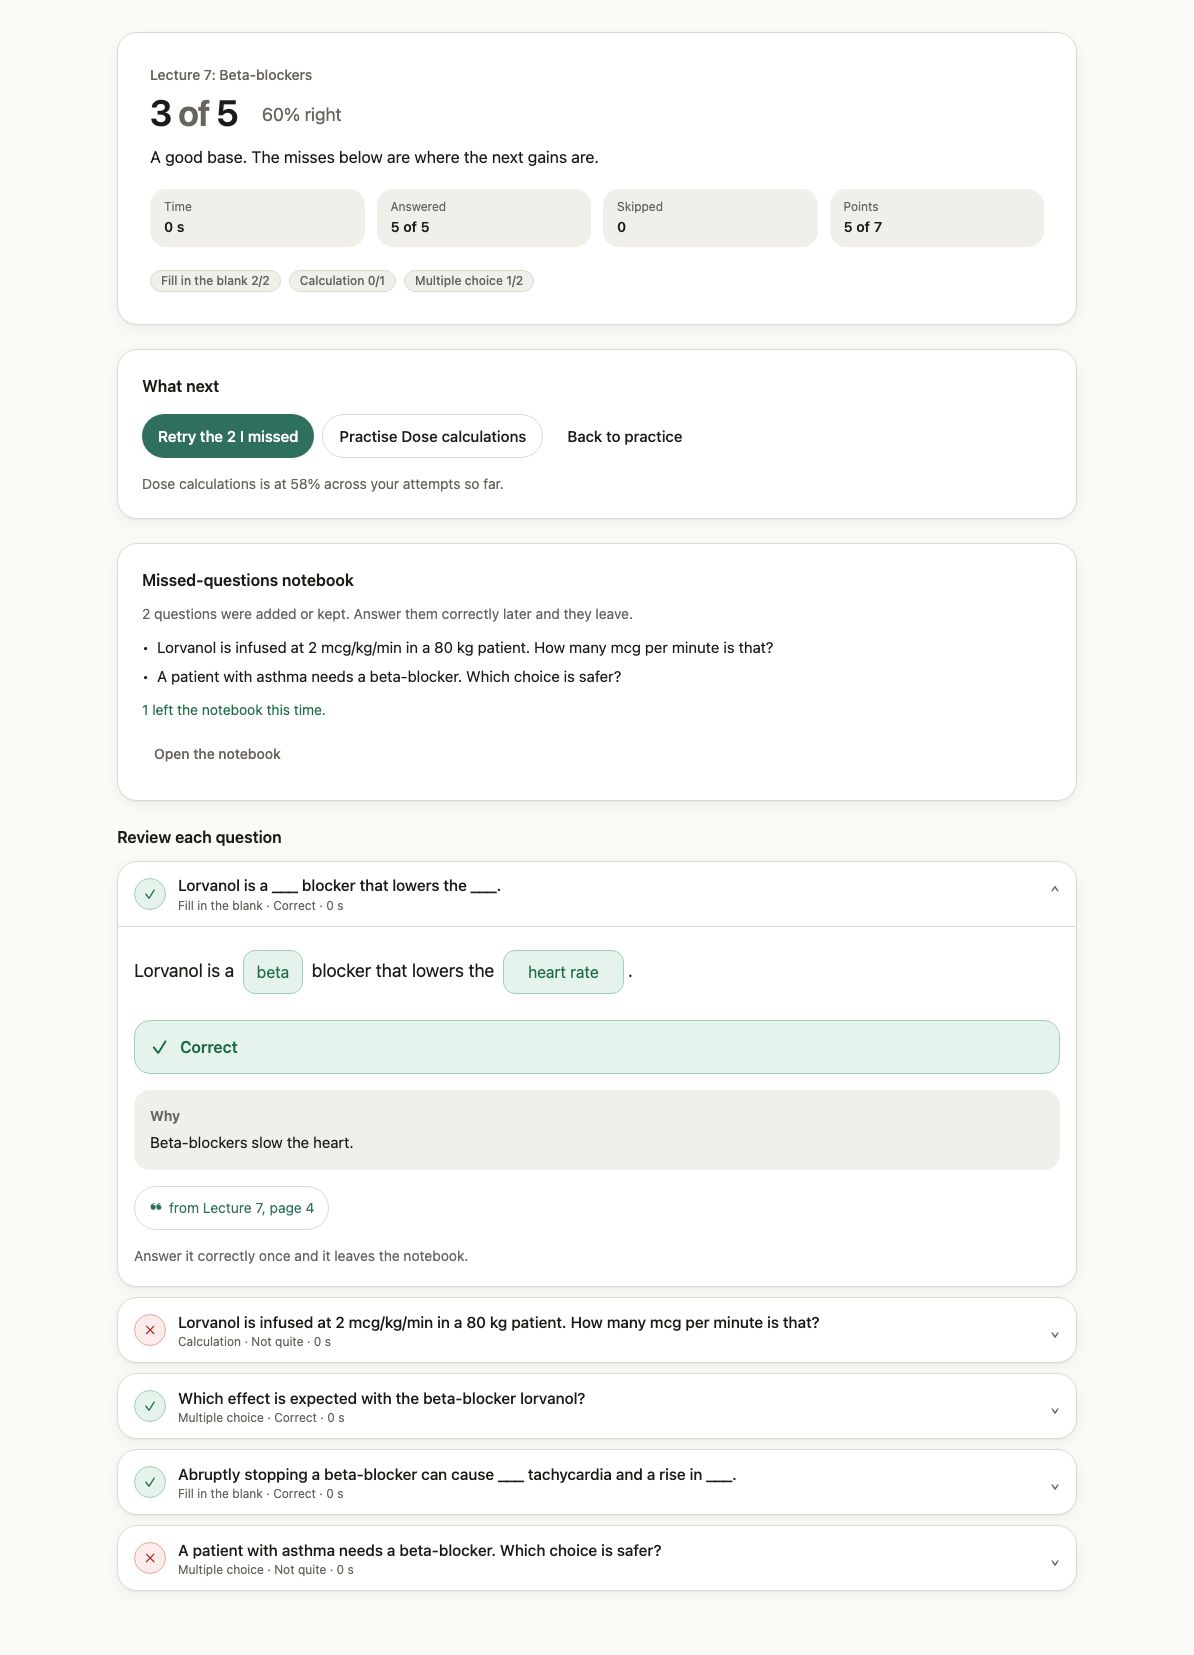 Lecture 7: Beta-blockers
3 of 5 60% right
A good base. The misses below are where the next gains are.
Time Answered Skipped Points
0 s 5 of 5 0 5 of 7
Fill in the blank 2/2 Calculation 0/1 Multiple choice 1/2
What next
Retry the 2 I missed Practise Dose calculations Back to practice
Dose calculations is at 58% across your attempts so far.
Missed-questions notebook
2 questions were added or kept. Answer them correctly later and they leave.
• Lorvanol is infused at 2 mcg/kg/min in a 80 kg patient. How many mcg per minute is that?
• A patient with asthma needs a beta-blocker. Which choice is safer?
1 left the notebook this time.
Open the notebook
Review each question
Lorvanol is a ___ blocker that lowers the ___.
Fill in the blank · Correct · 0 s
Lorvanol is a beta blocker that lowers the heart rate .
Correct
Why
Beta-blockers slow the heart.
❝ from Lecture 7, page 4
Answer it correctly once and it leaves the notebook.
Lorvanol is infused at 2 mcg/kg/min in a 80 kg patient. How many mcg per minute is that?
Calculation · Not quite · 0 s
Which effect is expected with the beta-blocker lorvanol?
Multiple choice · Correct · 0 s
Abruptly stopping a beta-blocker can cause ___ tachycardia and a rise in ___.
Fill in the blank · Correct · 0 s
A patient with asthma needs a beta-blocker. Which choice is safer?
Multiple choice · Not quite · 0 s